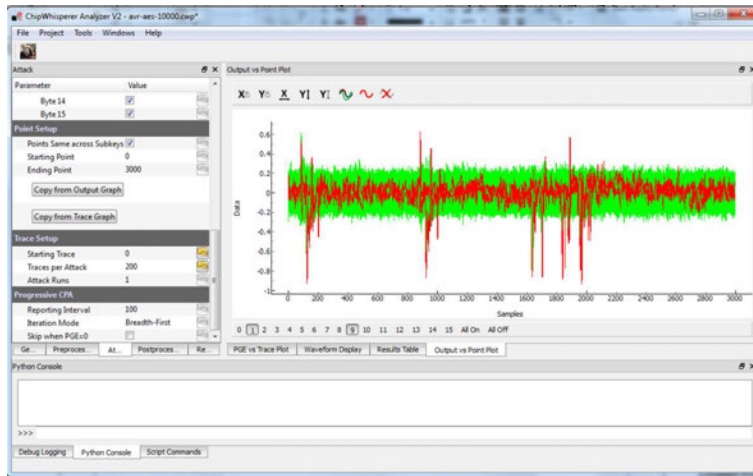 ChipWhisperer Analyzer V2 - avr-aes-10000.cwp*
File Project Tools Windows Help
Attack
Output vs Point Plot
Parameter Value
Byte 14
Byte 15
Point Setup
Points Same across Subkeys
Starting Point 0
Ending Point 3000
Copy from Output Graph
Copy from Trace Graph
Trace Setup
Starting Trace 0
Traces per Attack 200
Attack Runs 1
Progressive CPA
Reporting Interval 100
Iteration Mode Breadth-First
Skip when PGE=0
Ge... Preproces... At... Postproces... Re...
0.6
0.4
0.2
0
-0.2
-0.4
-0.6
-0.8
-1
Data
0 200 400 600 800 1000 1200 1400 1600 1800 2000 2200 2400 2600 2800 3000
Samples
0 1 2 3 4 5 6 7 8 9 10 11 12 13 14 15 All On All Off
PGE vs Trace Plot Waveform Display Results Table Output vs Point Plot
Python Console
>>>
Debug Logging Python Console Script Commands